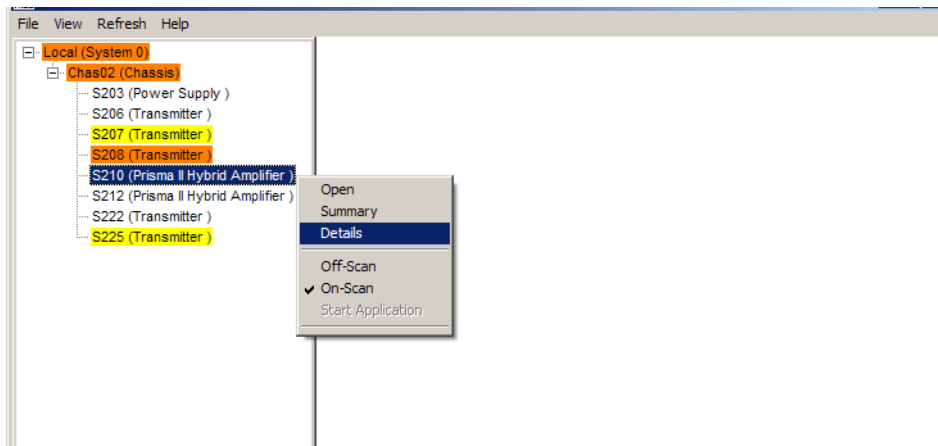 File View Refresh Help
Local (System 0)
Chas02 (Chassis)
S203 (Power Supply )
S206 (Transmitter )
S207 (Transmitter )
S208 (Transmitter )
S210 (Prisma II Hybrid Amplifier )
S212 (Prisma II Hybrid Amplifier )
S222 (Transmitter )
S225 (Transmitter )
Open
Summary
Details
Off-Scan
On-Scan
Start Application